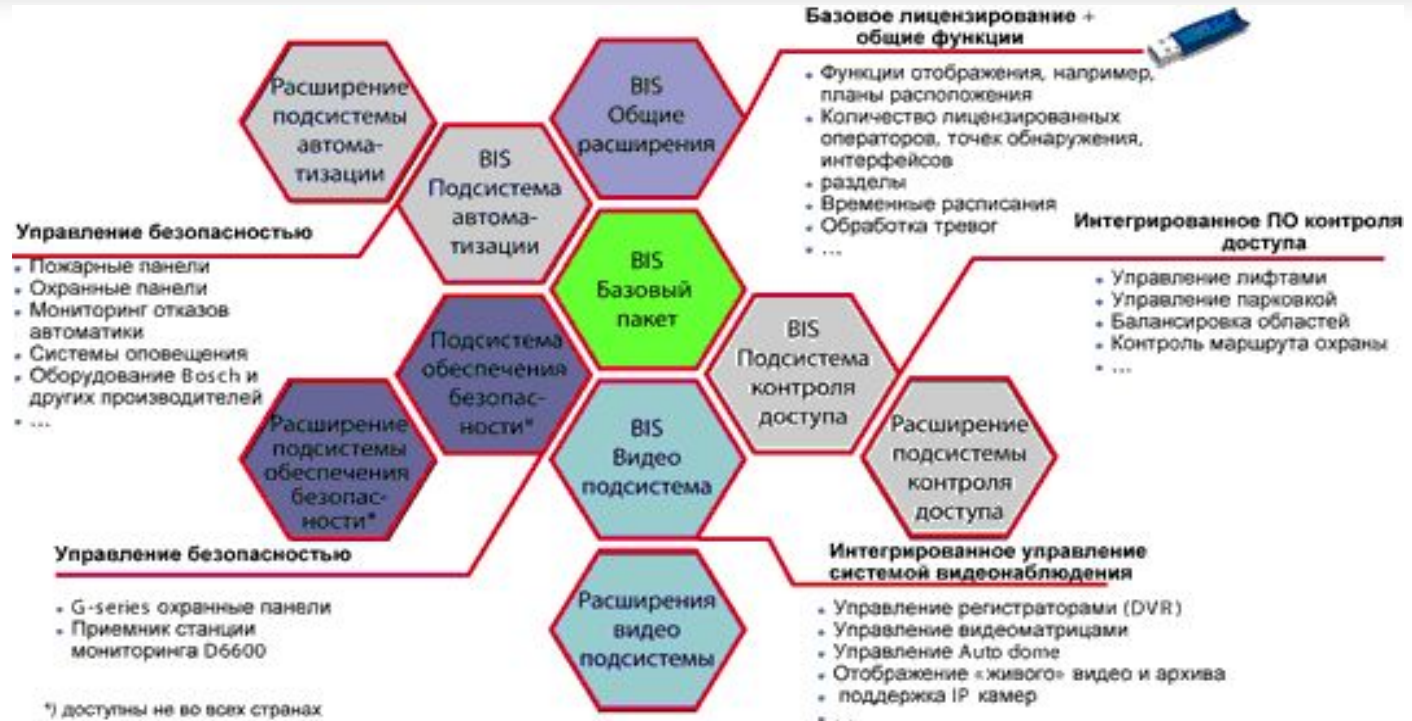 Базовое лицензирование +
общие функции
• Функции отображения, например,
планы расположения
• Количество лицензированных
операторов, точек обнаружения,
интерфейсов
• разделы
• Временные расписания
• Обработка тревог
• ...
Расширение
подсистемы
автома-
тизации
BIS
Общие
расширения
BIS
Подсистема
автома-
тизации
Управление безопасностью
• Пожарные панели
• Охранные панели
• Мониторинг отказов
автоматики
• Системы оповещения
• Оборудование Bosch и
других производителей
• ...
BIS
Базовый
пакет
Интегрированное ПО контроля
доступа
• Управление лифтами
• Управление парковкой
• Балансировка областей
• Контроль маршрута охраны
• ...
Подсистема
обеспечения
безопас-
ности*
BIS
Подсистема
контроля
доступа
Расширение
подсистемы
обеспечения
безопас-
ности*
BIS
Видео
подсистема
Расширение
подсистемы
контроля
доступа
Управление безопасностью
• G-series охранные панели
• Приемник станции
мониторинга D6600
Расширения
видео
подсистемы
Интегрированное управление
системой видеонаблюдения
• Управление регистраторами (DVR)
• Управление видеоматрицами
• Управление Auto dome
• Отображение «живого» видео и архива
• поддержка IP камер
• ...
*) доступны не во всех странах